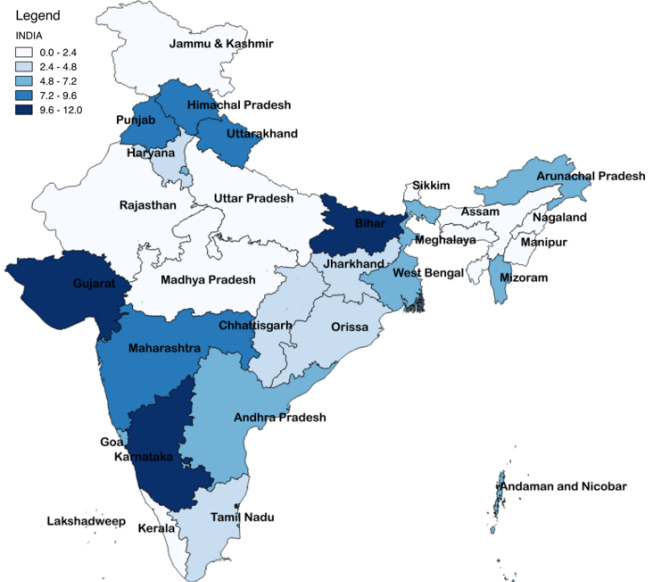 Legend
INDIA
0.0 - 2.4
2.4 - 4.8
4.8 - 7.2
7.2 - 9.6
9.6 - 12.0
Jammu & Kashmir
Himachal Pradesh
Punjab
Uttarakhand
Haryana
Arunachal Pradesh
Sikkim
Uttar Pradesh
Rajasthan
Assam
Nagaland
Bihar
Meghalaya
Manipur
Jharkhand
West Bengal
Mizoram
Gujarat
Madhya Pradesh
Chhattisgarh
Orissa
Maharashtra
Andhra Pradesh
Goa
Karnataka
Andaman and Nicobar
Lakshadweep
Kerala
Tamil Nadu